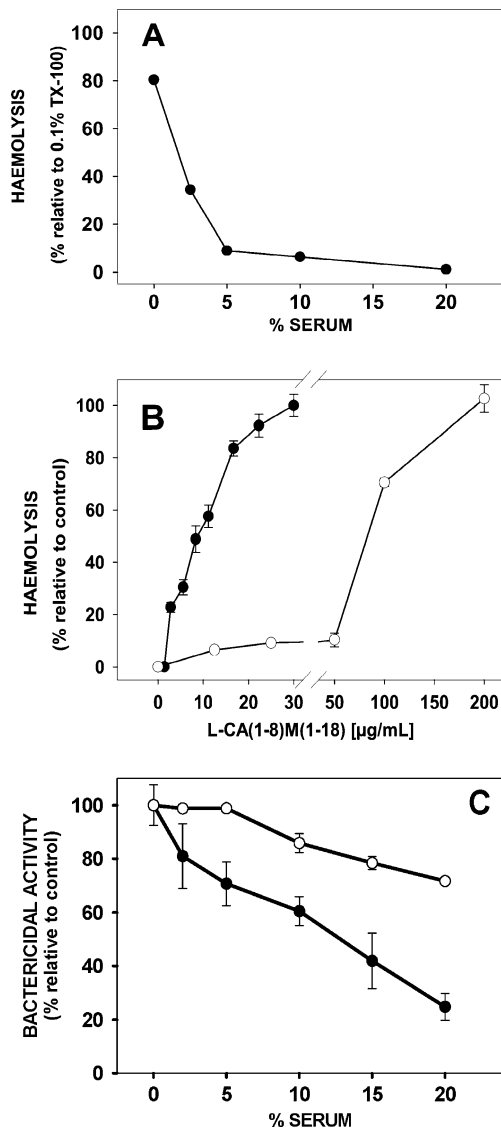 A
HAEMOLYSIS
(% relative to 0.1% TX-100)
100
80
60
40
20
0
0 5 10 15 20
% SERUM
B
HAEMOLYSIS
(% relative to control)
100
80
60
40
20
0
0 10 20 30 50 100 150 200
L-CA(1-8)M(1-18) [µg/mL]
C
BACTERICIDAL ACTIVITY
(% relative to control)
100
80
60
40
20
0
0 5 10 15 20
% SERUM